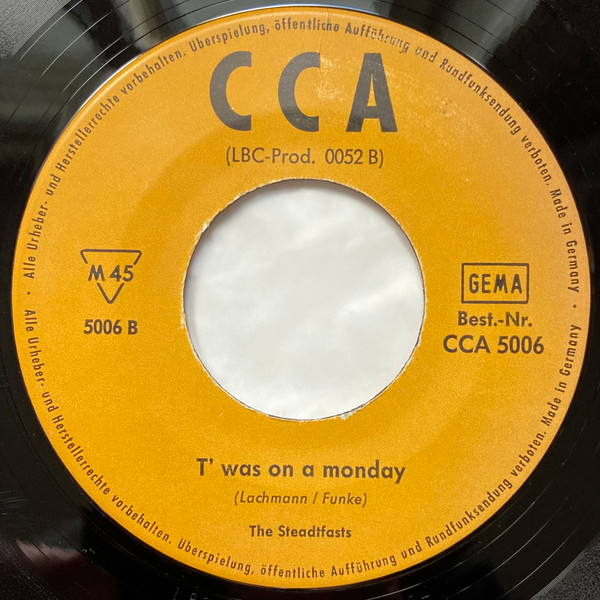 Alle Urheber- und Herstellerrechte vorbehalten. Überspielung, öffentliche Aufführung und Rundfunksendung verboten. Made in Germany
CCA
(LBC-Prod. 0052 B)
M 45
5006 B
GEMA
Best.-Nr.
CCA 5006
T' was on a monday
(Lachmann / Funke)
The Steadtfasts
· Alle Urheber- und Herstellerrechte vorbehalten. Überspielung, öffentliche Aufführung und Rundfunksendung verboten. Made in Germany ·